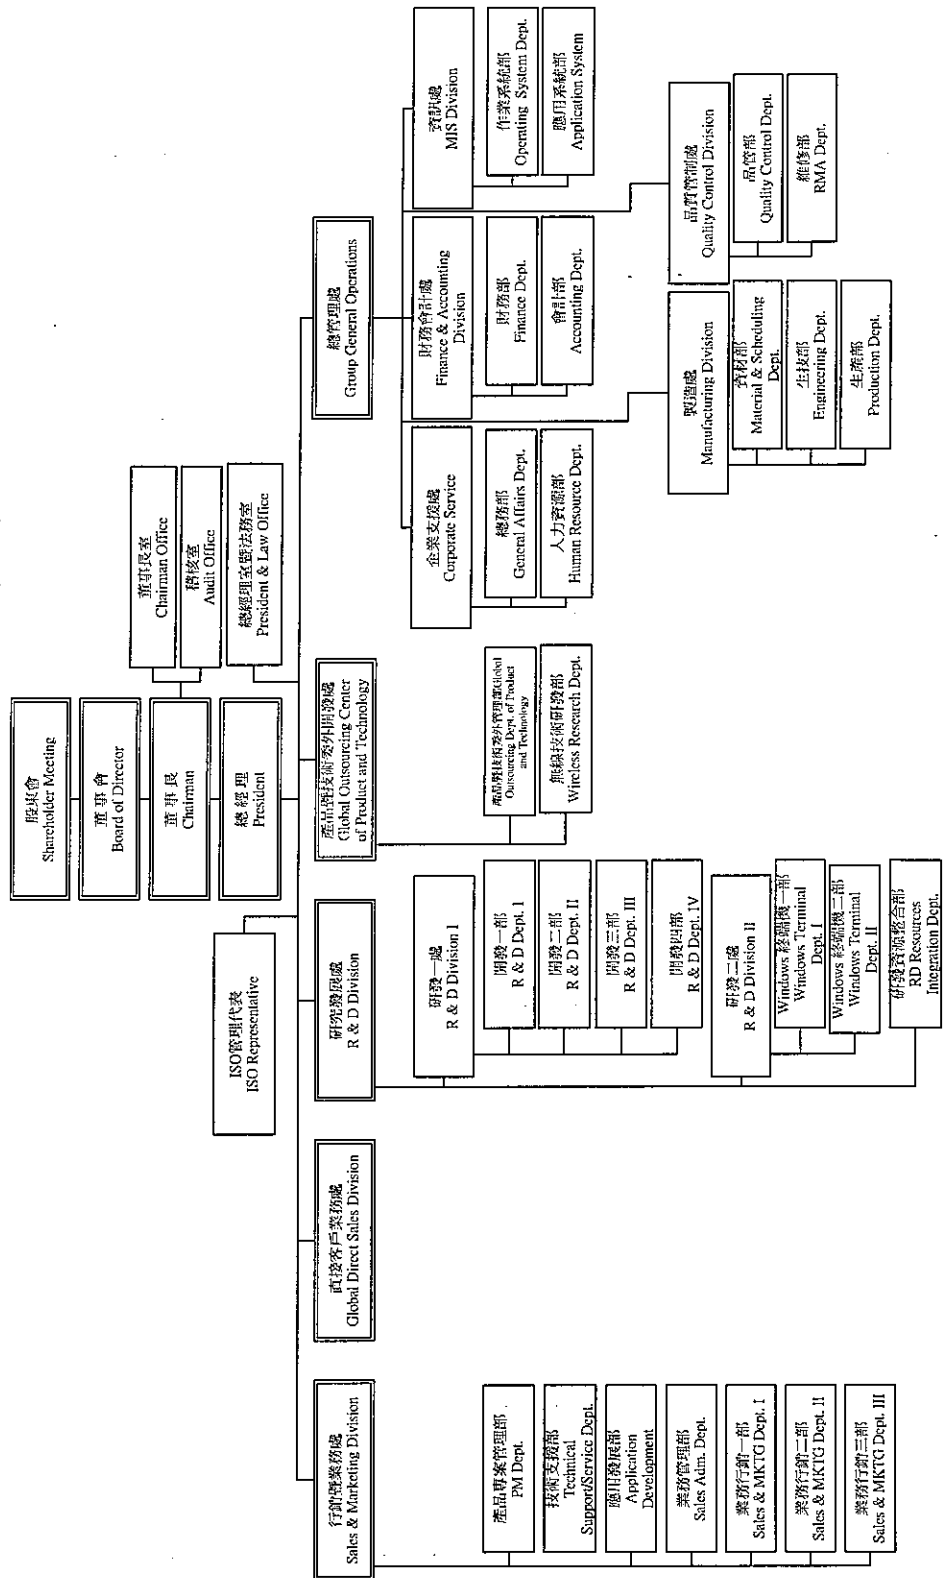 股東會
Shareholder Meeting
董 事 會
Board of Director
董 事 長
Chairman
總 經 理
President
董事長室
Chairman Office
稽核室
Audit Office
總經理室暨法務室
President & Law Office
ISO管理代表
ISO Representative
行銷暨業務處
Sales & Marketing Division
產品專案管理部
PM Dept.
技術支援部
Technical
Support/Service Dept.
應用發展部
Application
Development
業務管理部
Sales Adm. Dept.
業務行銷一部
Sales & MKTG Dept. I
業務行銷二部
Sales & MKTG Dept. II
業務行銷三部
Sales & MKTG Dept. III
直接客戶業務處
Global Direct Sales Division
研究發展處
R & D Division
研發一處
R & D Division I
開發一部
R & D Dept. I
開發二部
R & D Dept. II
開發三部
R & D Dept. III
開發四部
R & D Dept. IV
研發二處
R & D Division II
Windows 終端機一部
Windows Terminal
Dept. I
Windows 終端機二部
Windows Terminal
Dept. II
研發資源整合部
RD Resources
Integration Dept.
產品暨技術委外開發處
Global Outsourcing Center
of Product and Technology
產品暨技術委外管理部Global
Outsourcing Dept. of Product
and Technology
無線技術研發部
Wireless Research Dept.
總管理處
Group General Operations
企業支援處
Corporate Service
總務部
General Affairs Dept.
人力資源部
Human Resource Dept.
財務會計處
Finance & Accounting
Division
財務部
Finance Dept.
會計部
Accounting Dept.
資訊處
MIS Division
作業系統部
Operating System Dept.
應用系統部
Application System
製造處
Manufacturing Division
資材部
Material & Scheduling
Dept.
生技部
Engineering Dept.
生產部
Production Dept.
品質管制處
Quality Control Division
品管部
Quality Control Dept.
維修部
RMA Dept.